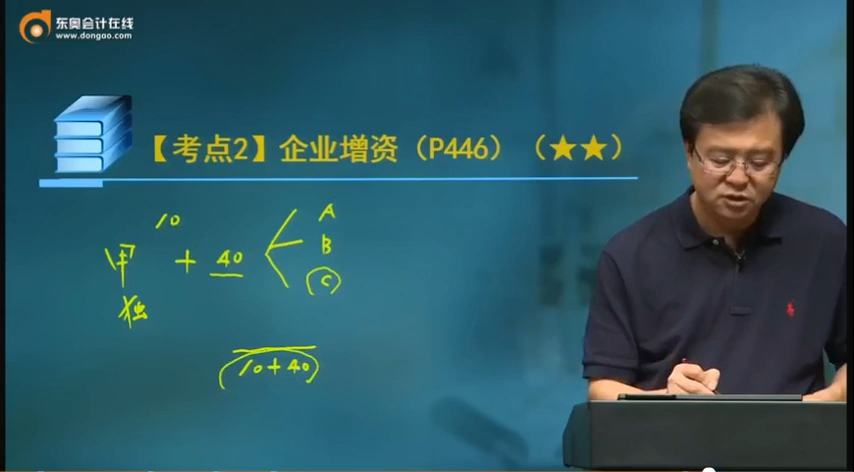 东奥会计在线
www.dongao.com
【考点2】企业增资（P446）（★★）
10
甲 + 40
A
B
C
独
(10+40)